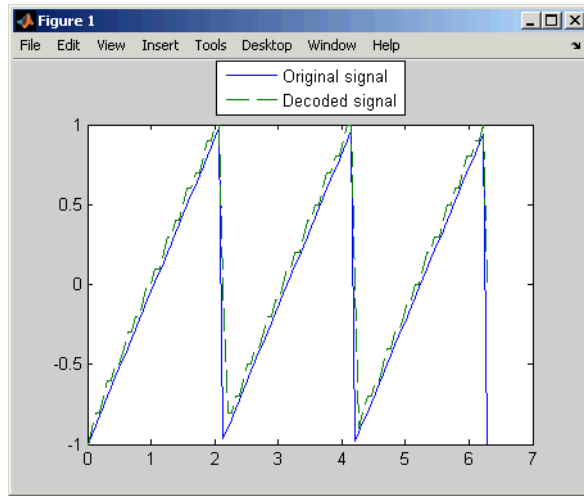 Figure 1
File Edit View Insert Tools Desktop Window Help
Original signal
Decoded signal
1
0.5
0
-0.5
-1
0 1 2 3 4 5 6 7